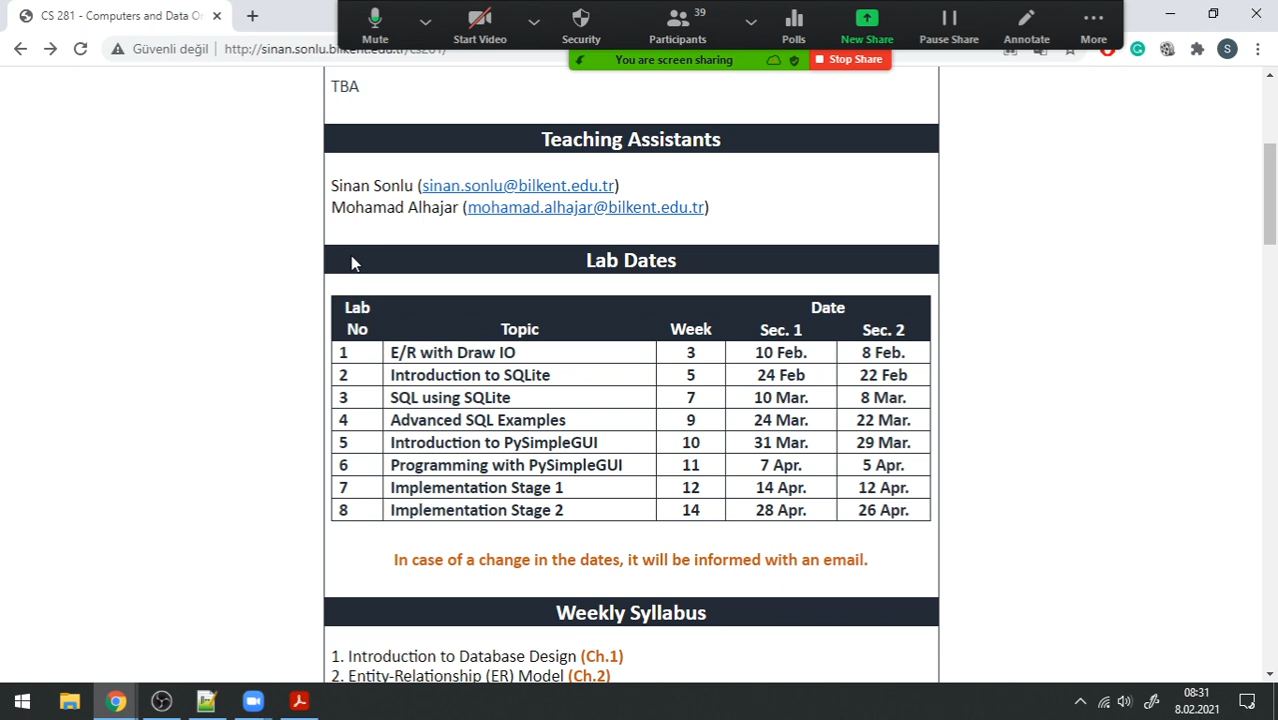 CS 281 - Computers and Data O
39
Mute
Start Video
Security
Participants
Polls
New Share
Pause Share
Annotate
More
Güvenli değil
You are screen sharing
Stop Share
S
TBA
Teaching Assistants
Sinan Sonlu (sinan.sonlu@bilkent.edu.tr)
Mohamad Alhajar (mohamad.alhajar@bilkent.edu.tr)
Lab Dates
Lab Date
No Topic Week Sec. 1 Sec. 2
1 E/R with Draw IO 3 10 Feb. 8 Feb.
2 Introduction to SQLite 5 24 Feb 22 Feb
3 SQL using SQLite 7 10 Mar. 8 Mar.
4 Advanced SQL Examples 9 24 Mar. 22 Mar.
5 Introduction to PySimpleGUI 10 31 Mar. 29 Mar.
6 Programming with PySimpleGUI 11 7 Apr. 5 Apr.
7 Implementation Stage 1 12 14 Apr. 12 Apr.
8 Implementation Stage 2 14 28 Apr. 26 Apr.
In case of a change in the dates, it will be informed with an email.
Weekly Syllabus
1. Introduction to Database Design (Ch.1)
2. Entity-Relationship (ER) Model (Ch.2)
08:31
8.02.2021